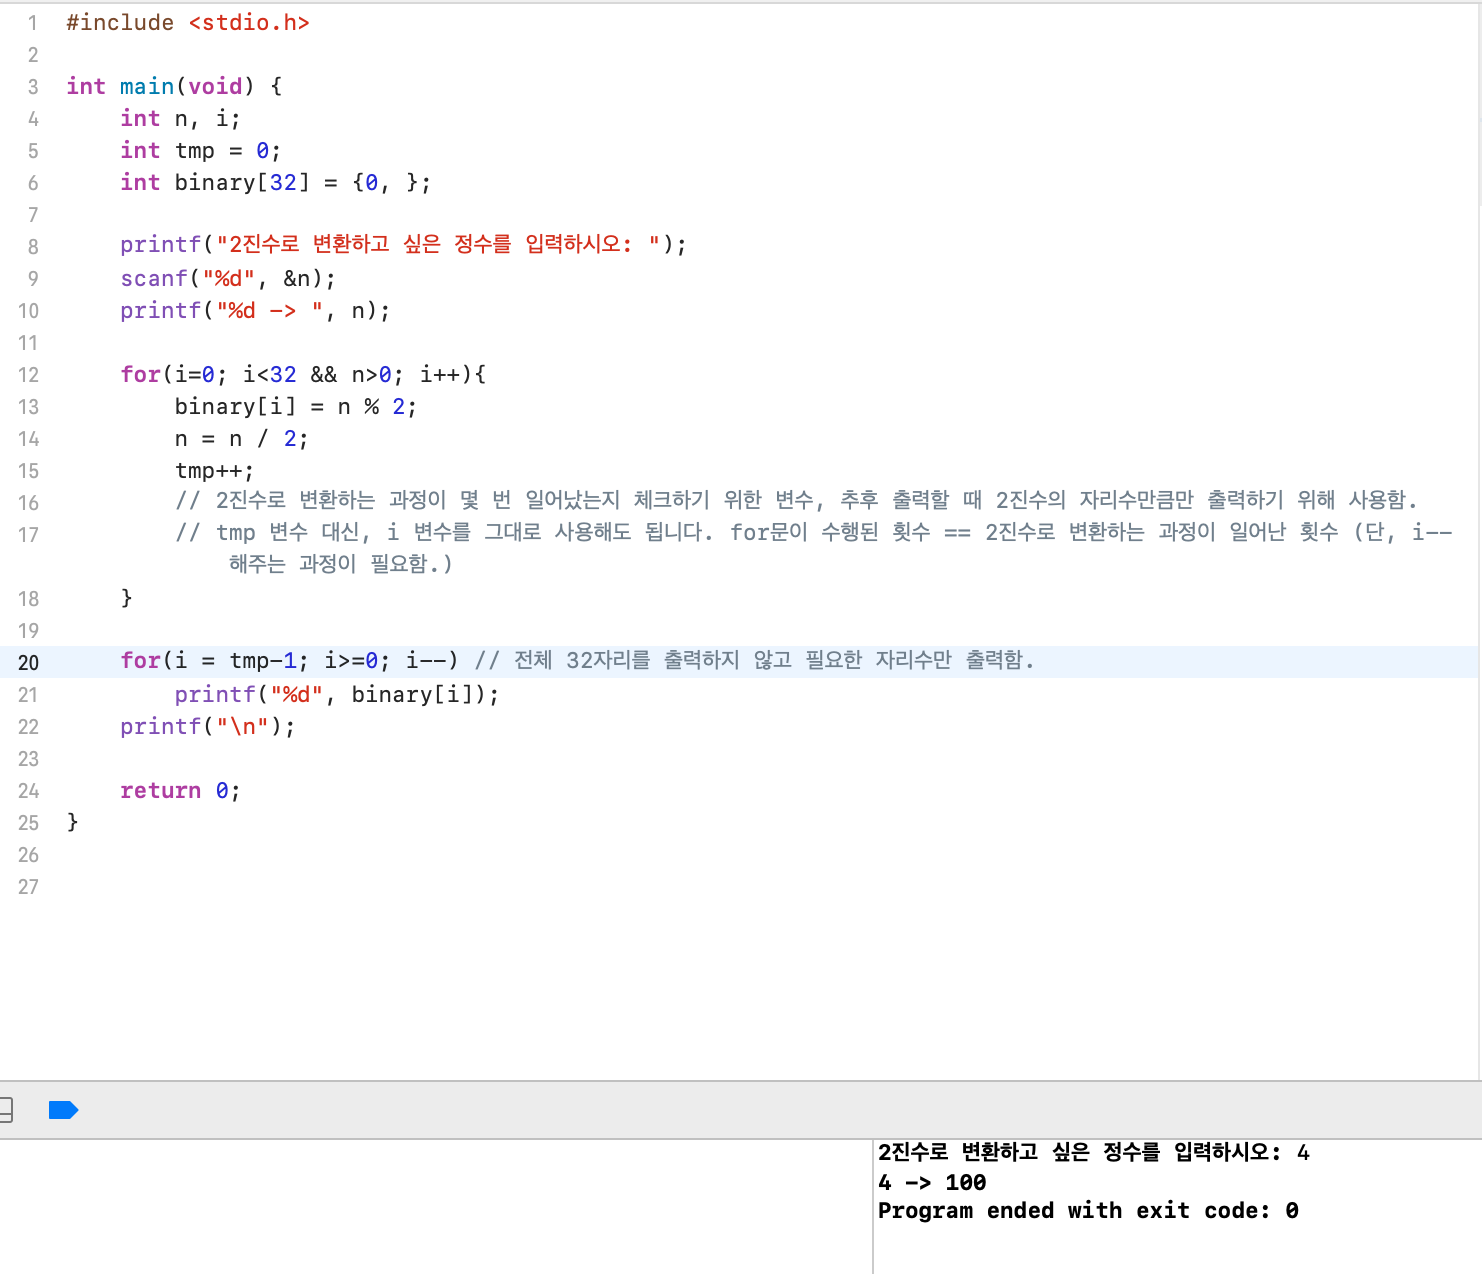 1 #include <stdio.h>
2
3 int main(void) {
4     int n, i;
5     int tmp = 0;
6     int binary[32] = {0, };
7
8     printf("2진수로 변환하고 싶은 정수를 입력하시오: ");
9     scanf("%d", &n);
10     printf("%d -> ", n);
11
12     for(i=0; i<32 && n>0; i++){
13         binary[i] = n % 2;
14         n = n / 2;
15         tmp++;
16         // 2진수로 변환하는 과정이 몇 번 일어났는지 체크하기 위한 변수, 추후 출력할 때 2진수의 자리수만큼만 출력하기 위해 사용함.
17         // tmp 변수 대신, i 변수를 그대로 사용해도 됩니다. for문이 수행된 횟수 == 2진수로 변환하는 과정이 일어난 횟수 (단, i--
            해주는 과정이 필요함.)
18     }
19
20     for(i = tmp-1; i>=0; i--) // 전체 32자리를 출력하지 않고 필요한 자리수만 출력함.
21         printf("%d", binary[i]);
22     printf("\n");
23
24     return 0;
25 }
26
27
2진수로 변환하고 싶은 정수를 입력하시오: 4
4 -> 100
Program ended with exit code: 0